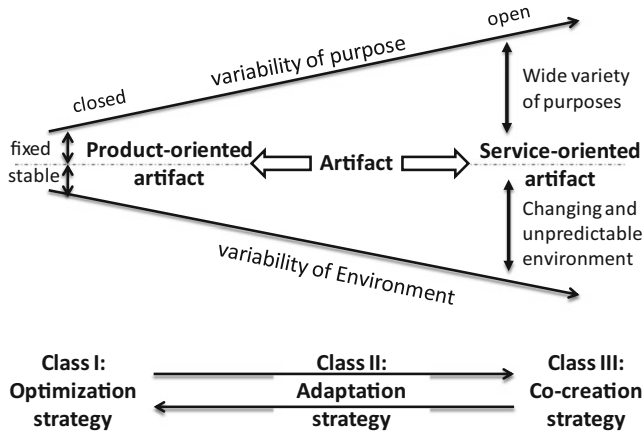 open
variability of purpose
closed
Wide variety
of purposes
fixed
Product-oriented
artifact
Artifact
Service-oriented
artifact
stable
Changing and
unpredictable
environment
variability of Environment
Class I:
Optimization
strategy
Class II:
Adaptation
strategy
Class III:
Co-creation
strategy